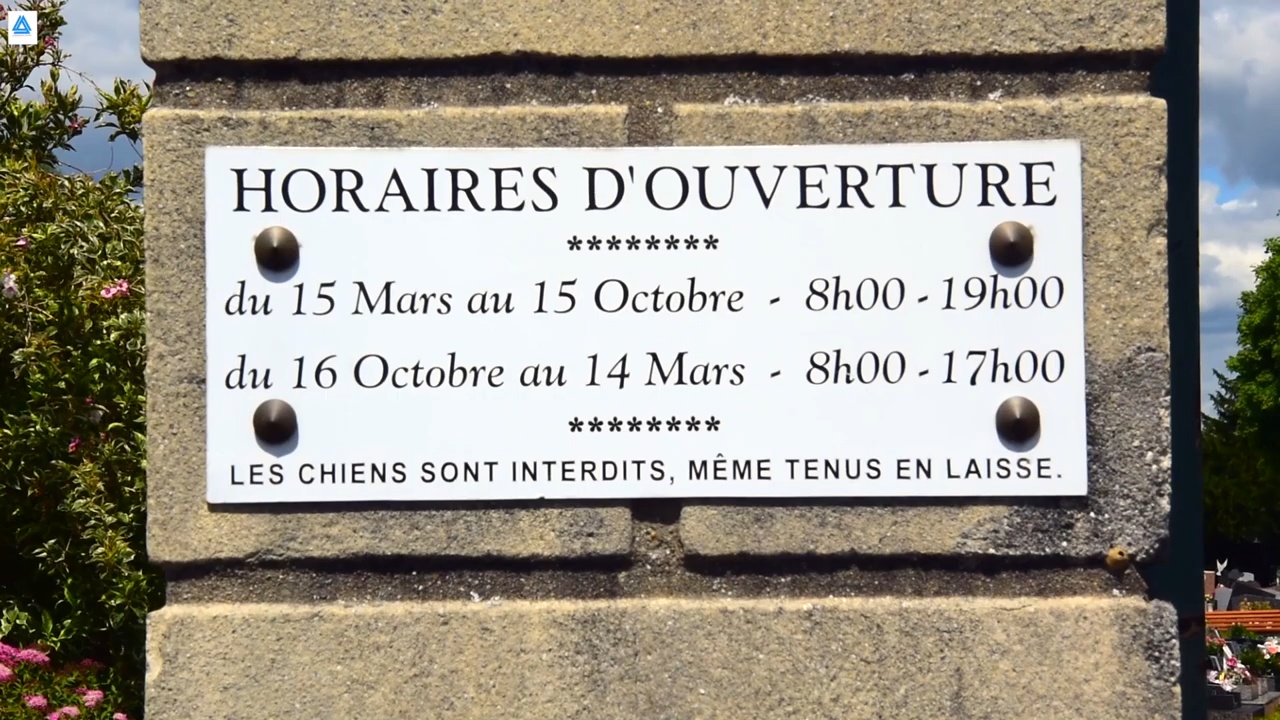 HORAIRES D'OUVERTURE
********
du 15 Mars au 15 Octobre - 8h00 - 19h00
du 16 Octobre au 14 Mars - 8h00 - 17h00
********
LES CHIENS SONT INTERDITS, MÊME TENUS EN LAISSE.